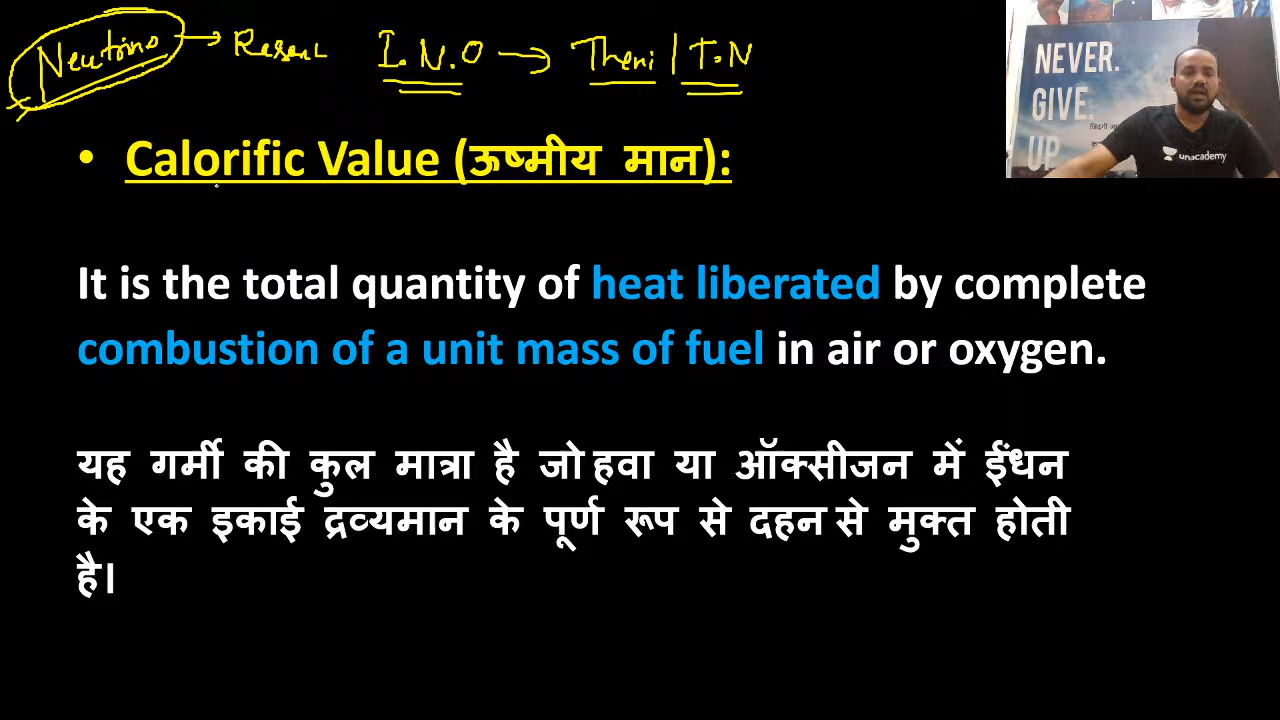 Neutrino → I.N.O → Theni / T.N
• Calorific Value (ऊष्मीय मान):
It is the total quantity of heat liberated by complete
combustion of a unit mass of fuel in air or oxygen.
यह गर्मी की कुल मात्रा है जो हवा या ऑक्सीजन में ईंधन
के एक इकाई द्रव्यमान के पूर्ण रूप से दहन से मुक्त होती
है।
NEVER.
GIVE
UP
unacademy